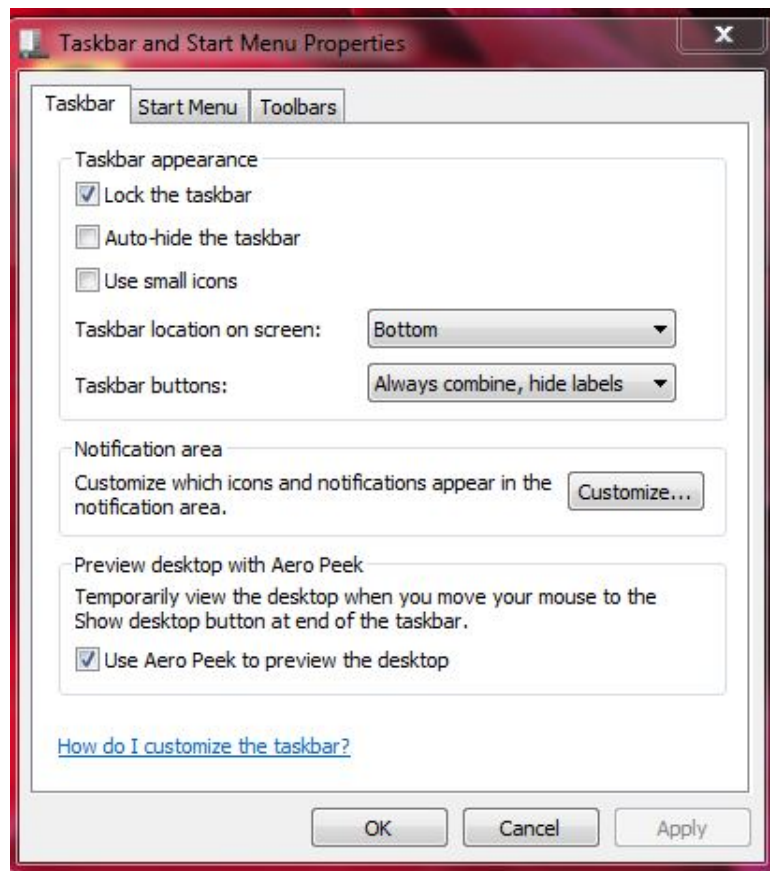 Taskbar and Start Menu Properties
x
Taskbar
Start Menu
Toolbars
Taskbar appearance
Lock the taskbar
Auto-hide the taskbar
Use small icons
Taskbar location on screen:
Bottom
Taskbar buttons:
Always combine, hide labels
Notification area
Customize which icons and notifications appear in the
notification area.
Customize...
Preview desktop with Aero Peek
Temporarily view the desktop when you move your mouse to the
Show desktop button at end of the taskbar.
Use Aero Peek to preview the desktop
How do I customize the taskbar?
OK
Cancel
Apply